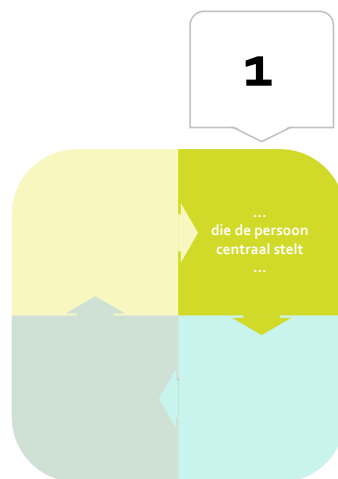 1
...
die de persoon
centraal stelt
...